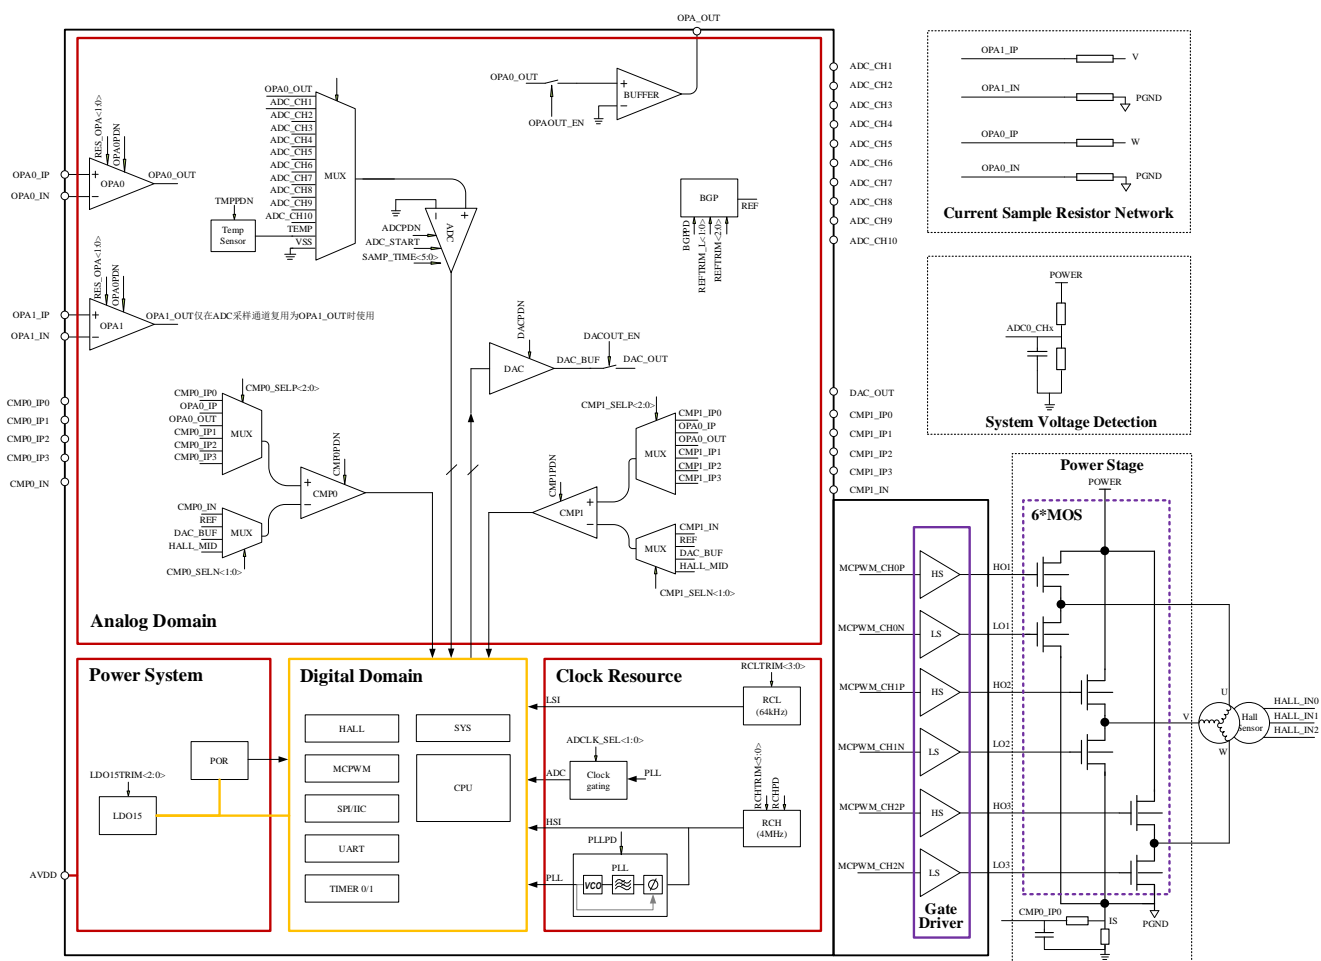 OPA_OUT
OPA0_OUT
BUFFER
OPAOUT_EN
OPA0_OUT
ADC_CH1
ADC_CH2
ADC_CH3
ADC_CH4
ADC_CH5
ADC_CH6
ADC_CH7
ADC_CH8
ADC_CH9
ADC_CH10
TEMP
VSS
MUX
TMPPDN
Temp
Sensor
ADC
ADCPDN
ADC_START
SAMP_TIME<5:0>
RES_OPA<1:0>
OPA0PDN
OPA0_IP
OPA0_IN
OPA0
OPA0_OUT
RES_OPA<1:0>
OPA0PDN
OPA1_IP
OPA1_IN
OPA1
OPA1_OUT仅在ADC采样通道复用为OPA1_OUT时使用
BGP
REF
BGPPD
REFTRIM_L<1:0>
REFTRIM<2:0>
DACPDN
DAC
DAC_BUF
DACOUT_EN
DAC_OUT
CMP0_IP0
CMP0_IP1
CMP0_IP2
CMP0_IP3
CMP0_IN
CMP0_SELP<2:0>
CMP0_IP0
OPA0_IP
OPA0_OUT
CMP0_IP1
CMP0_IP2
CMP0_IP3
MUX
CMP0PDN
CMP0
CMP0_IN
REF
DAC_BUF
HALL_MID
MUX
CMP0_SELN<1:0>
CMP1_SELP<2:0>
CMP1_IP0
OPA0_IP
OPA0_OUT
CMP1_IP1
CMP1_IP2
CMP1_IP3
MUX
CMP1PDN
CMP1
CMP1_IN
REF
DAC_BUF
HALL_MID
MUX
CMP1_SELN<1:0>
Analog Domain
ADC_CH1
ADC_CH2
ADC_CH3
ADC_CH4
ADC_CH5
ADC_CH6
ADC_CH7
ADC_CH8
ADC_CH9
ADC_CH10
DAC_OUT
CMP1_IP0
CMP1_IP1
CMP1_IP2
CMP1_IP3
CMP1_IN
OPA1_IP
V
OPA1_IN
PGND
OPA0_IP
W
OPA0_IN
PGND
Current Sample Resistor Network
POWER
ADC0_CHx
System Voltage Detection
Power System
POR
LDO15TRIM<2:0>
LDO15
AVDD
Digital Domain
HALL
MCPWM
SPI/IIC
UART
TIMER 0/1
SYS
CPU
Clock Resource
RCLTRIM<3:0>
RCL
(64kHz)
LSI
ADCLK_SEL<1:0>
Clock
gating
ADC
PLL
RCHTRIM<5:0>
RCHPD
RCH
(4MHz)
HSI
PLLPD
PLL
PLL
VCO
Ø
MCPWM_CH0P
HS
HO1
MCPWM_CH0N
LS
LO1
MCPWM_CH1P
HS
HO2
MCPWM_CH1N
LS
LO2
MCPWM_CH2P
HS
HO3
MCPWM_CH2N
LS
LO3
Gate
Driver
Power Stage
POWER
6*MOS
U
V
W
Hall
Sensor
HALL_IN0
HALL_IN1
HALL_IN2
CMP0_IP0
IS
PGND